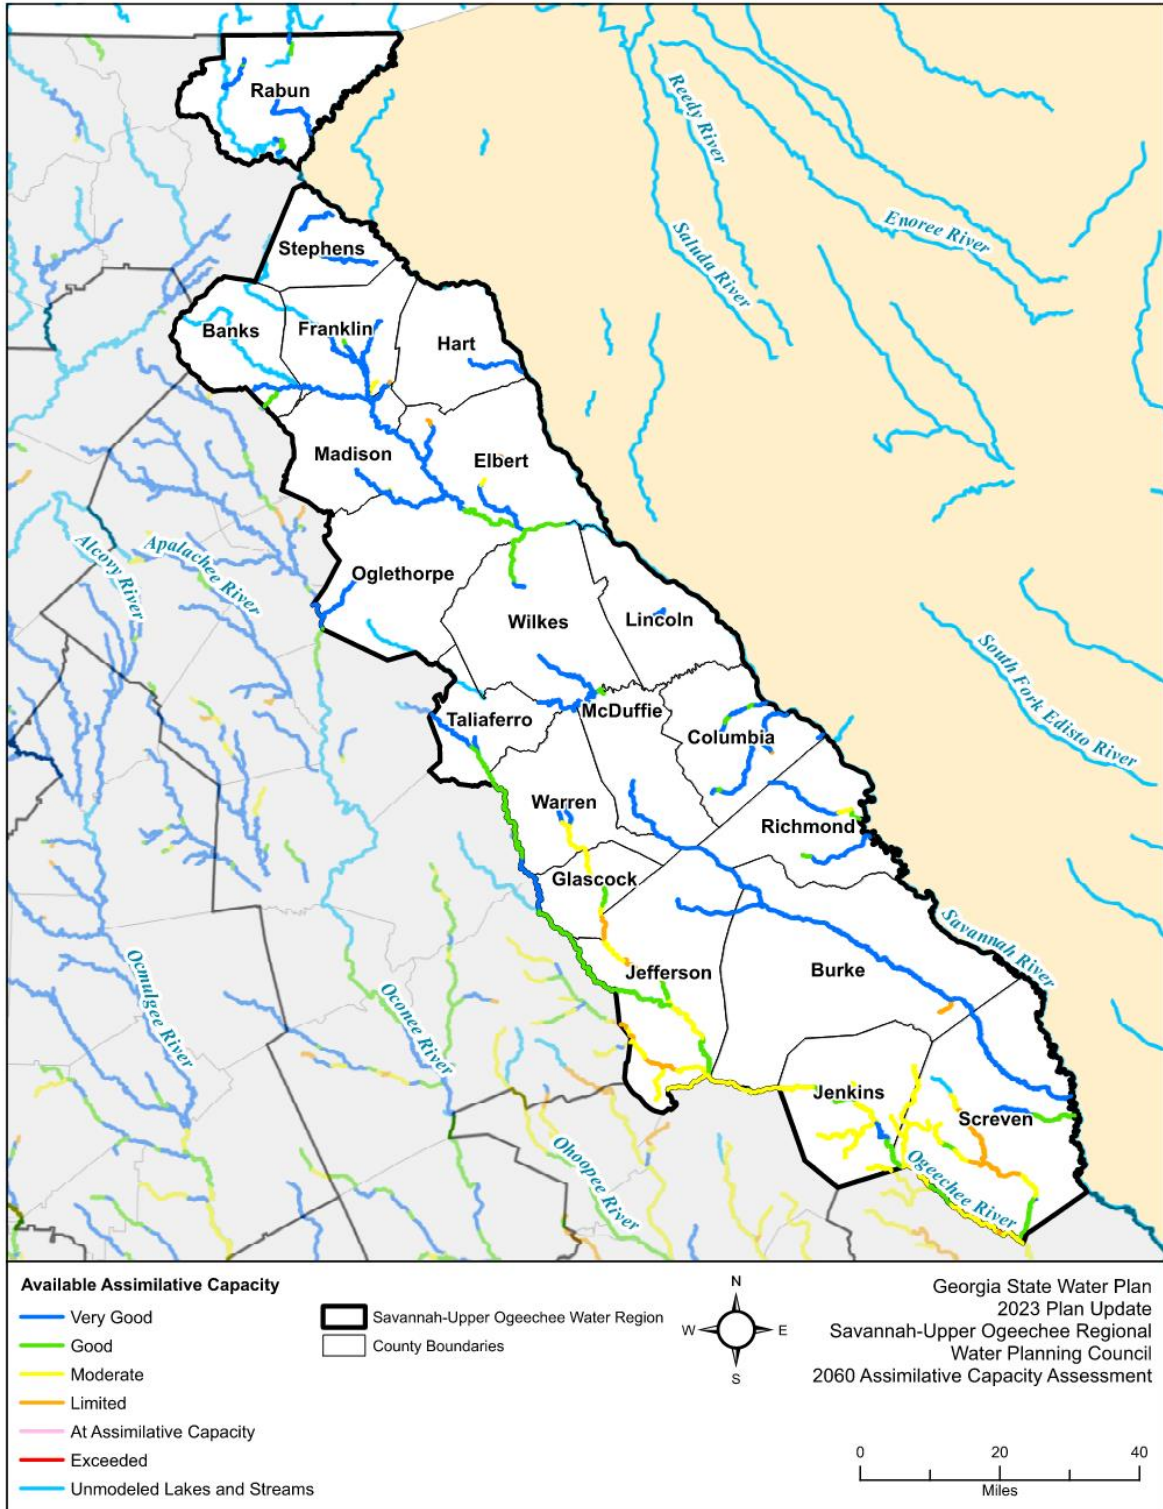 Rabun
Reedy River
Enoree River
Saluda River
Stephens
Banks
Franklin
Hart
Madison
Elbert
Alcovy River
Apalachee River
Oglethorpe
Wilkes
Lincoln
South Fork Edisto River
Taliaferro
McDuffie
Columbia
Warren
Richmond
Glascock
Savannah River
Jefferson
Burke
Ocmulgee River
Oconee River
Jenkins
Screven
Ohoopee River
Ogeechee River
Available Assimilative Capacity
Very Good
Good
Moderate
Limited
At Assimilative Capacity
Exceeded
Unmodeled Lakes and Streams
Savannah-Upper Ogeechee Water Region
County Boundaries
N
W
E
S
Georgia State Water Plan
2023 Plan Update
Savannah-Upper Ogeechee Regional
Water Planning Council
2060 Assimilative Capacity Assessment
0 20 40
Miles